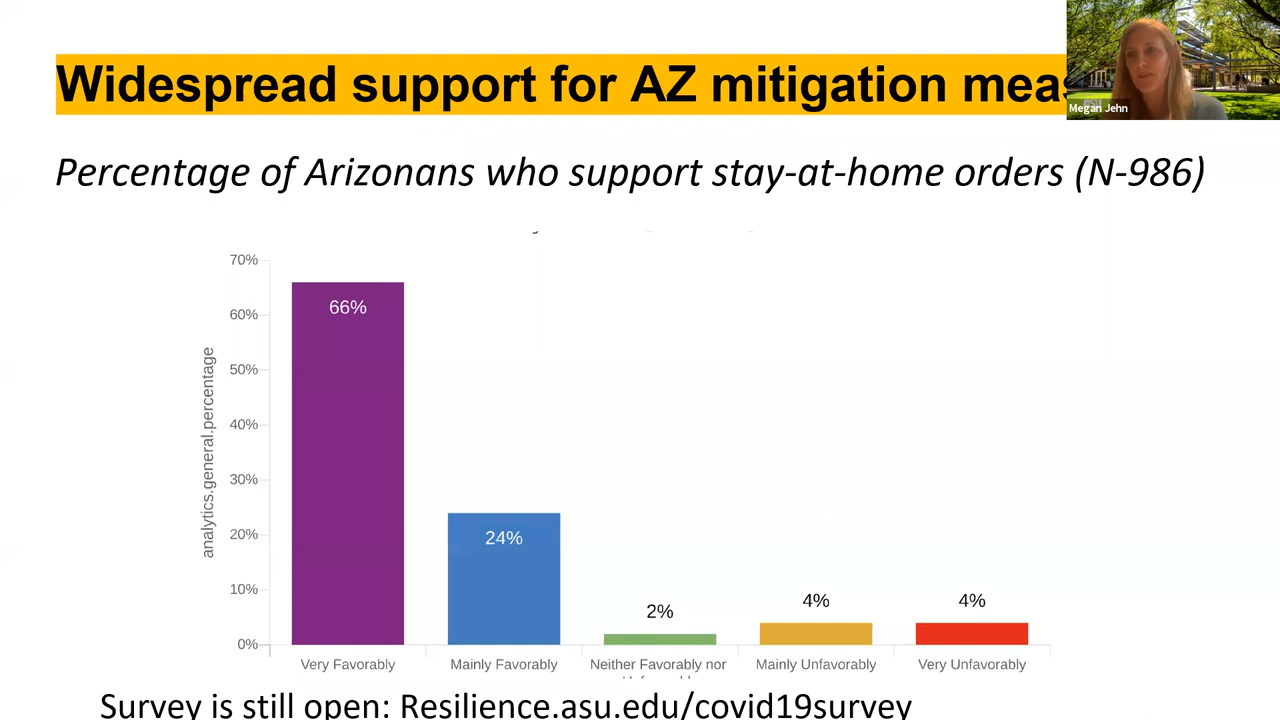 Widespread support for AZ mitigation
Megan Jehn
Percentage of Arizonans who support stay-at-home orders (N-986)
analytics.general.percentage
70%
60%
50%
40%
30%
20%
10%
0%
66%
24%
2%
4%
4%
Very Favorably
Mainly Favorably
Neither Favorably nor
Mainly Unfavorably
Very Unfavorably
Survey is still open: Resilience.asu.edu/covid19survey